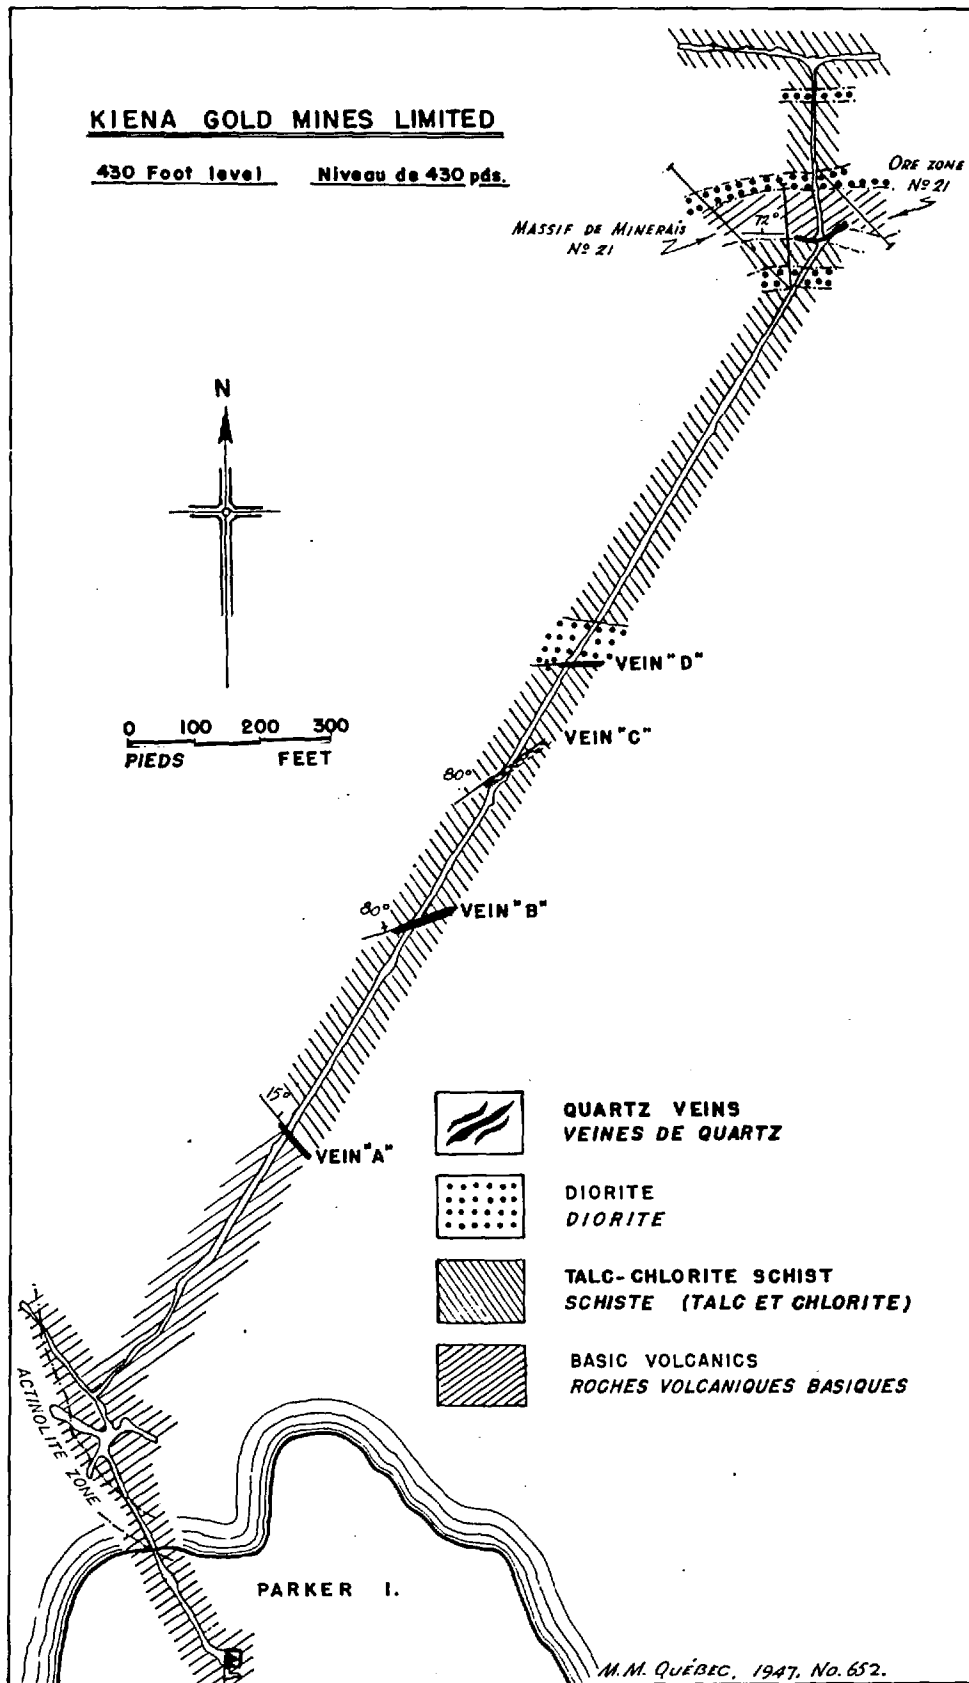 KIENA GOLD MINES LIMITED
430 Foot level Niveau de 430 pds.
ORE ZONE
Nº 21
MASSIF DE MINERAIS
Nº 21
72°
N
0 100 200 300
PIEDS FEET
VEIN "D"
VEIN "C"
80°
VEIN "B"
80°
15°
VEIN "A"
QUARTZ VEINS
VEINES DE QUARTZ
DIORITE
DIORITE
TALC-CHLORITE SCHIST
SCHISTE (TALC ET CHLORITE)
BASIC VOLCANICS
ROCHES VOLCANIQUES BASIQUES
ACTINOLITE ZONE
PARKER I.
M.M. QUÉBEC, 1947. No. 652.